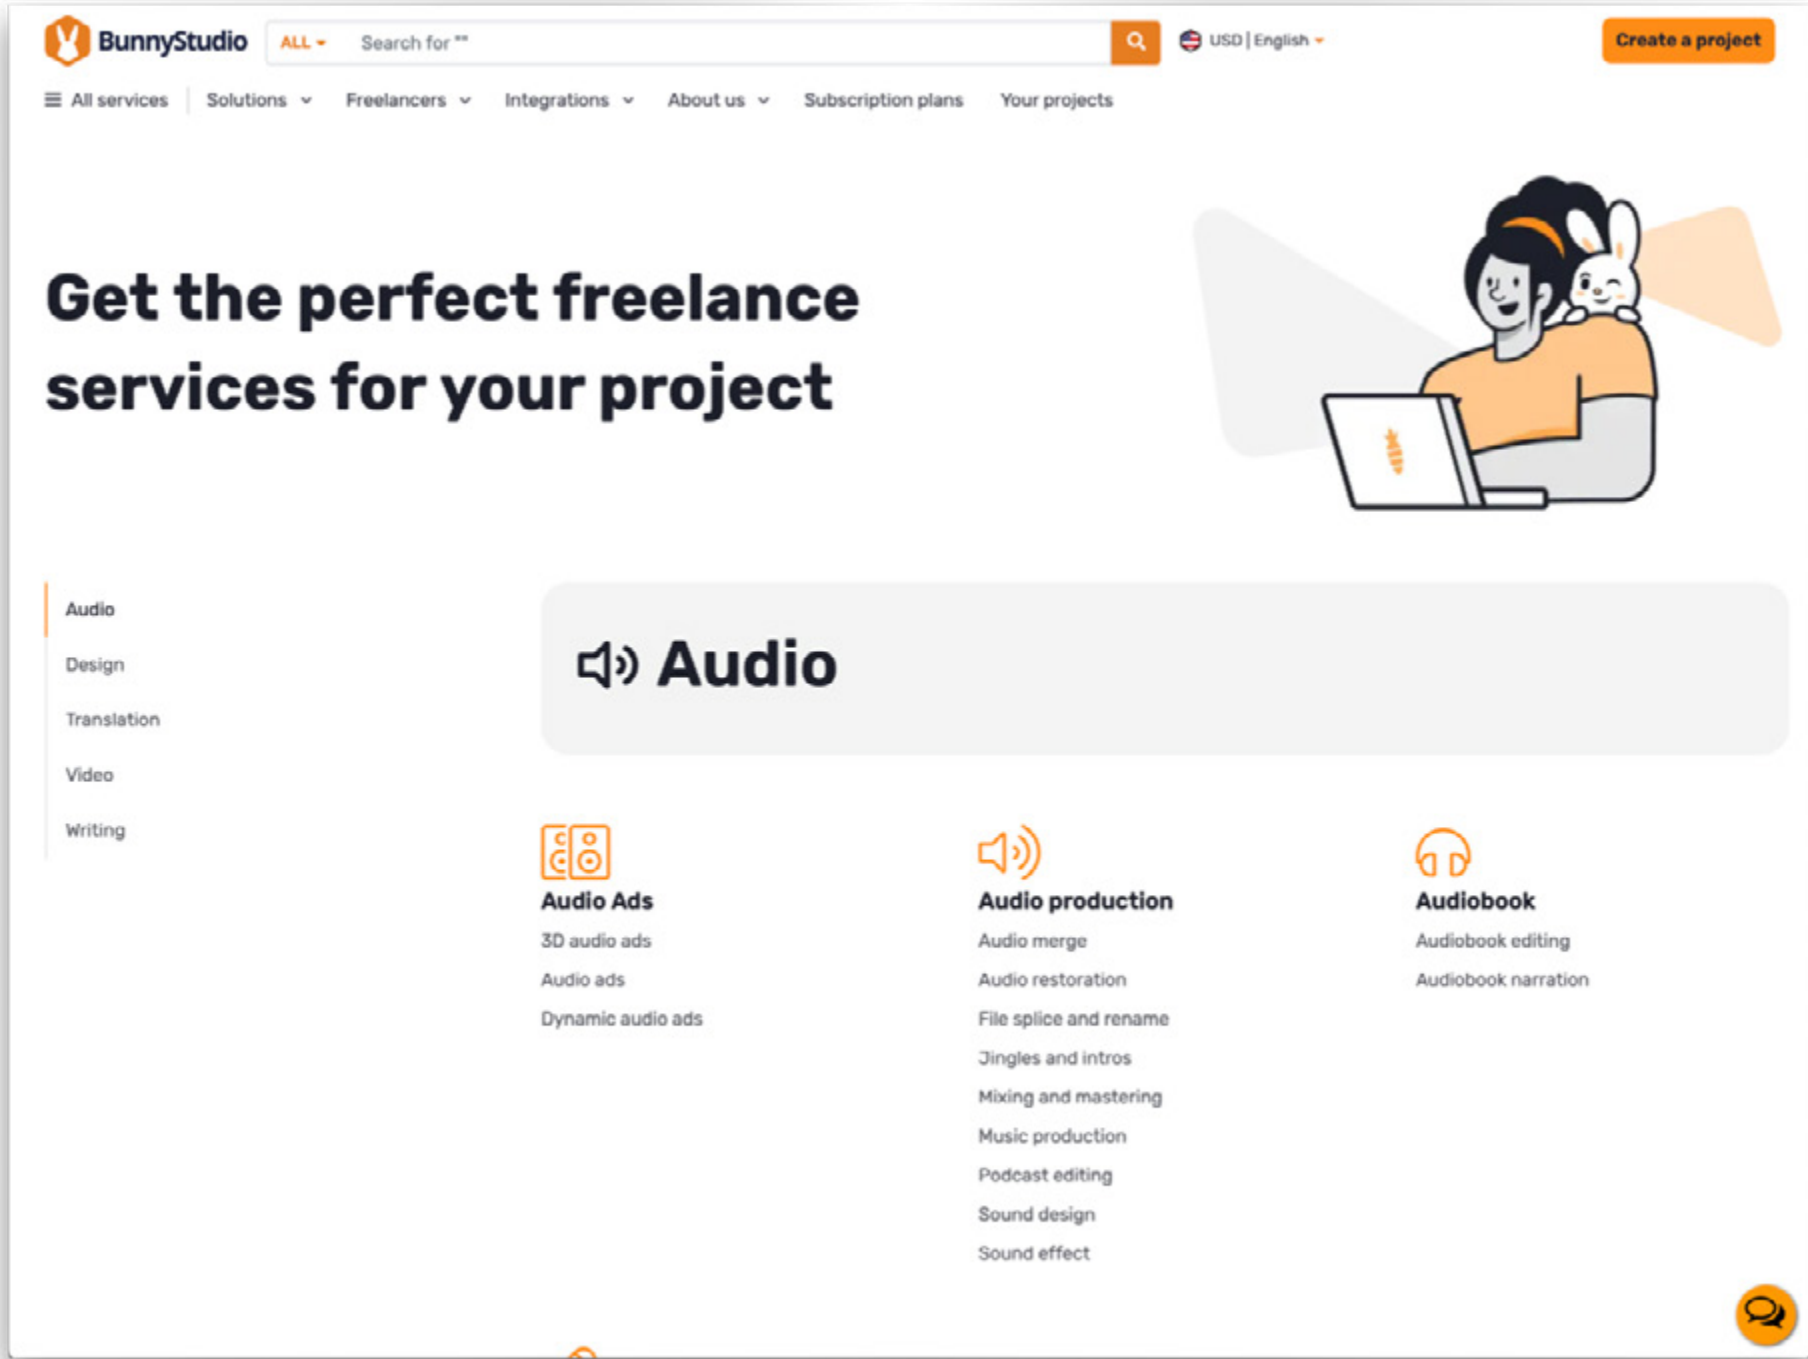 BunnyStudio
ALL
Search for ""
USD | English
Create a project
All services
Solutions
Freelancers
Integrations
About us
Subscription plans
Your projects
Get the perfect freelance
services for your project
Audio
Design
Translation
Video
Writing
Audio
Audio Ads
3D audio ads
Audio ads
Dynamic audio ads
Audio production
Audio merge
Audio restoration
File splice and rename
Jingles and intros
Mixing and mastering
Music production
Podcast editing
Sound design
Sound effect
Audiobook
Audiobook editing
Audiobook narration